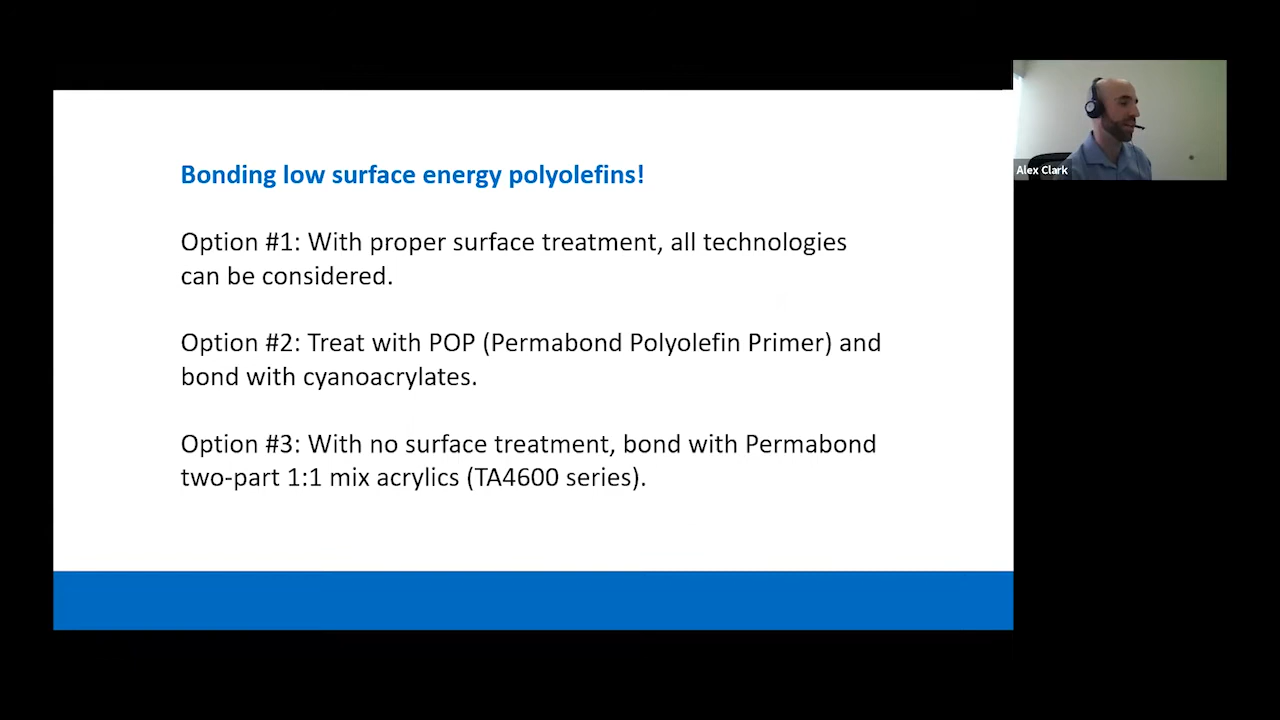 Bonding low surface energy polyolefins!
Option #1: With proper surface treatment, all technologies
can be considered.
Option #2: Treat with POP (Permabond Polyolefin Primer) and
bond with cyanoacrylates.
Option #3: With no surface treatment, bond with Permabond
two-part 1:1 mix acrylics (TA4600 series).
Alex Clark